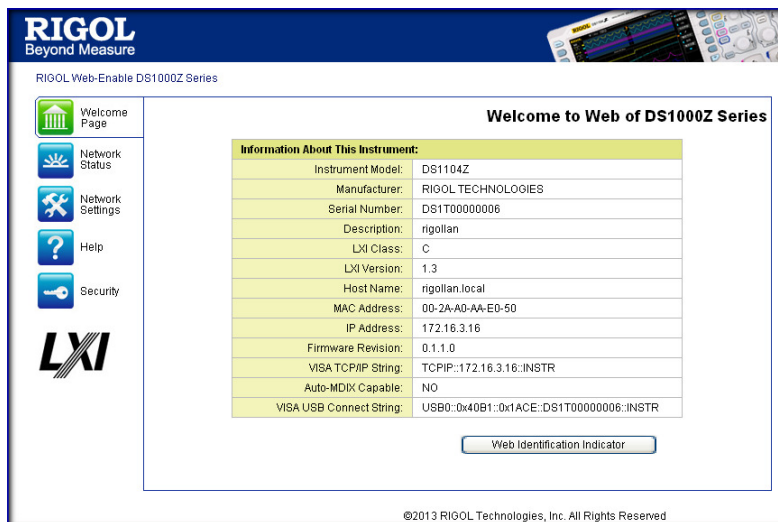 RIGOL
Beyond Measure
RIGOL Web-Enable DS1000Z Series
Welcome
Page
Network
Status
Network
Settings
Help
Security
LXI
Welcome to Web of DS1000Z Series
Information About This Instrument:
Instrument Model: DS1104Z
Manufacturer: RIGOL TECHNOLOGIES
Serial Number: DS1T00000006
Description: rigollan
LXI Class: C
LXI Version: 1.3
Host Name: rigollan.local
MAC Address: 00-2A-A0-AA-E0-50
IP Address: 172.16.3.16
Firmware Revision: 0.1.1.0
VISA TCP/IP String: TCPIP::172.16.3.16::INSTR
Auto-MDIX Capable: NO
VISA USB Connect String: USB0::0x40B1::0x1ACE::DS1T00000006::INSTR
Web Identification Indicator
©2013 RIGOL Technologies, Inc. All Rights Reserved